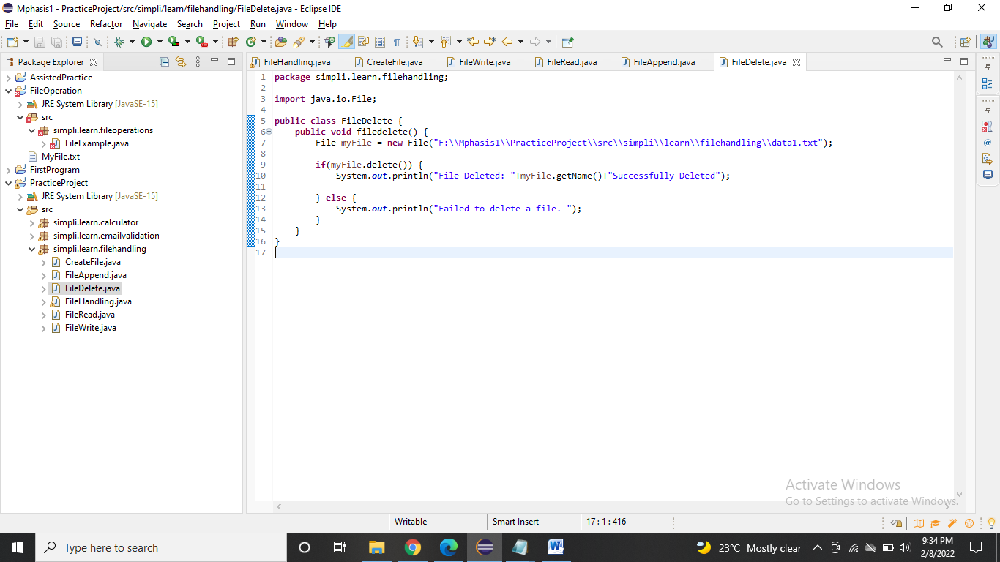 Mphasis1 - PracticeProject/src/simpli/learn/filehandling/FileDelete.java - Eclipse IDE
File Edit Source Refactor Navigate Search Project Run Window Help
Package Explorer
AssistedPractice
FileOperation
JRE System Library [JavaSE-15]
src
simpli.learn.fileoperations
FileExample.java
MyFile.txt
FirstProgram
PracticeProject
JRE System Library [JavaSE-15]
src
simpli.learn.calculator
simpli.learn.emailvalidation
simpli.learn.filehandling
CreateFile.java
FileAppend.java
FileDelete.java
FileHandling.java
FileRead.java
FileWrite.java
FileHandling.java CreateFile.java FileWrite.java FileRead.java FileAppend.java FileDelete.java
1 package simpli.learn.filehandling;
2
3 import java.io.File;
4
5 public class FileDelete {
6 public void filedelete() {
7 File myFile = new File("F:\\Mphasis1\\PracticeProject\\src\\simpli\\learn\\filehandling\\data1.txt");
8
9 if(myFile.delete()) {
10 System.out.println("File Deleted: "+myFile.getName()+"Successfully Deleted");
11
12 } else {
13 System.out.println("Failed to delete a file. ");
14 }
15 }
16 }
17
Activate Windows
Go to Settings to activate Windows.
Writable Smart Insert 17 : 1 : 416
Type here to search
23°C Mostly clear
9:34 PM
2/8/2022